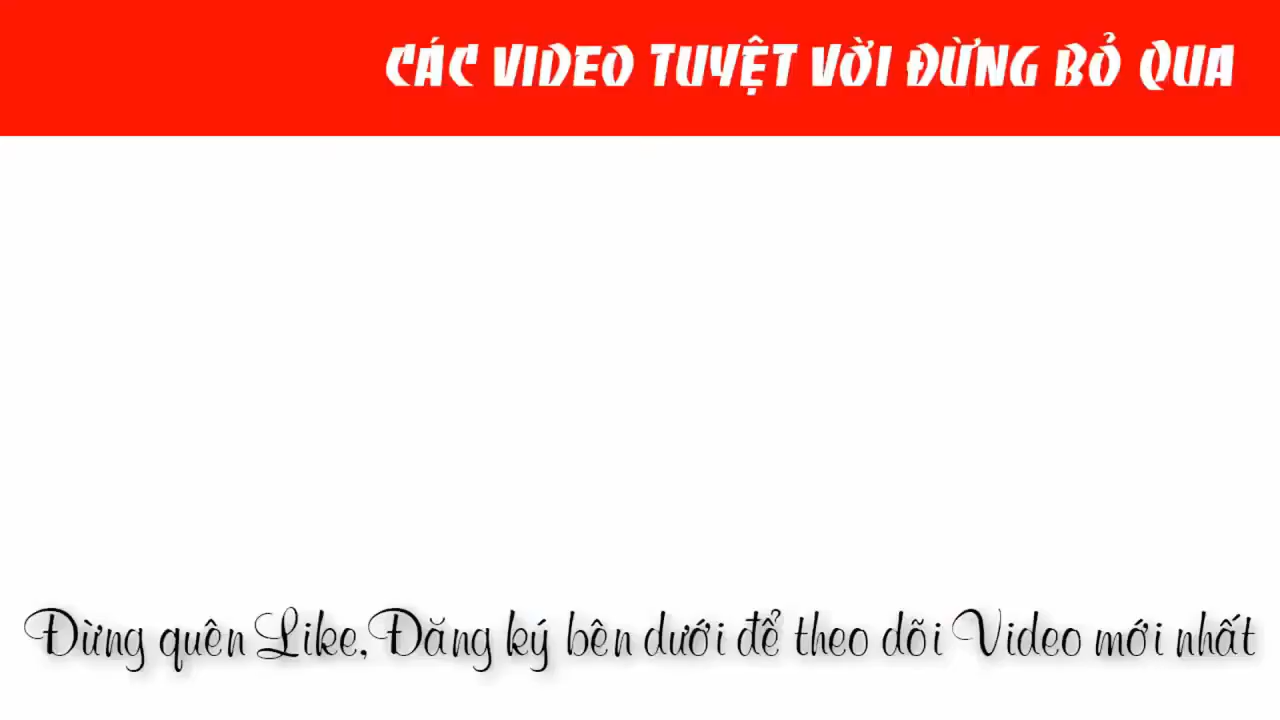 CÁC VIDEO TUYỆT VỜI ĐỪNG BỎ QUA
Đừng quên Like,Đăng ký bên dưới để theo dõi Video mới nhất